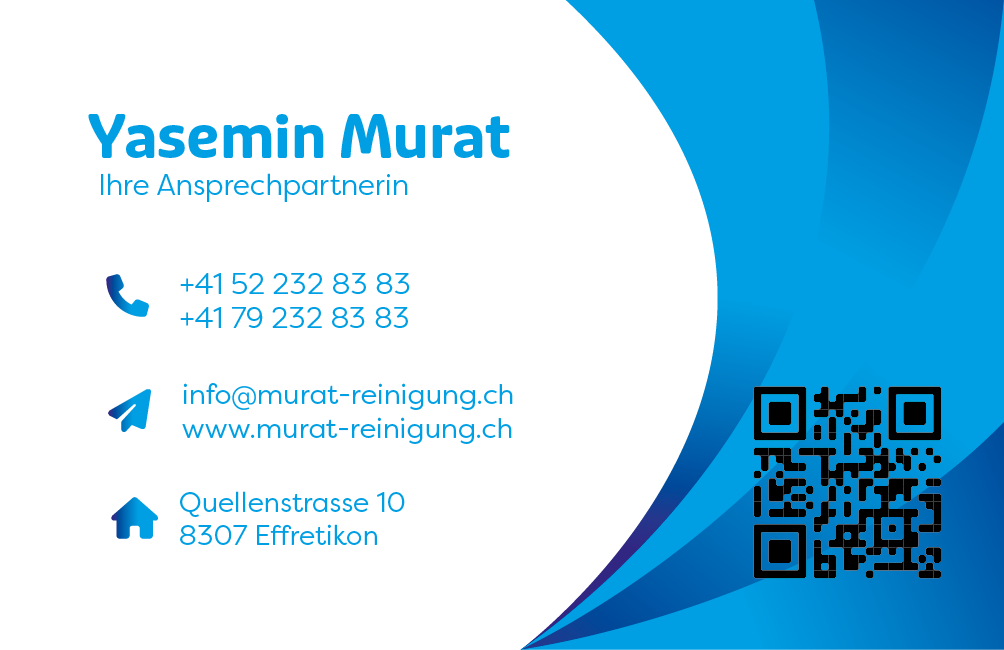 Yasemin Murat
Ihre Ansprechpartnerin
+41 52 232 83 83
+41 79 232 83 83
info@murat-reinigung.ch
www.murat-reinigung.ch
Quellenstrasse 10
8307 Effretikon